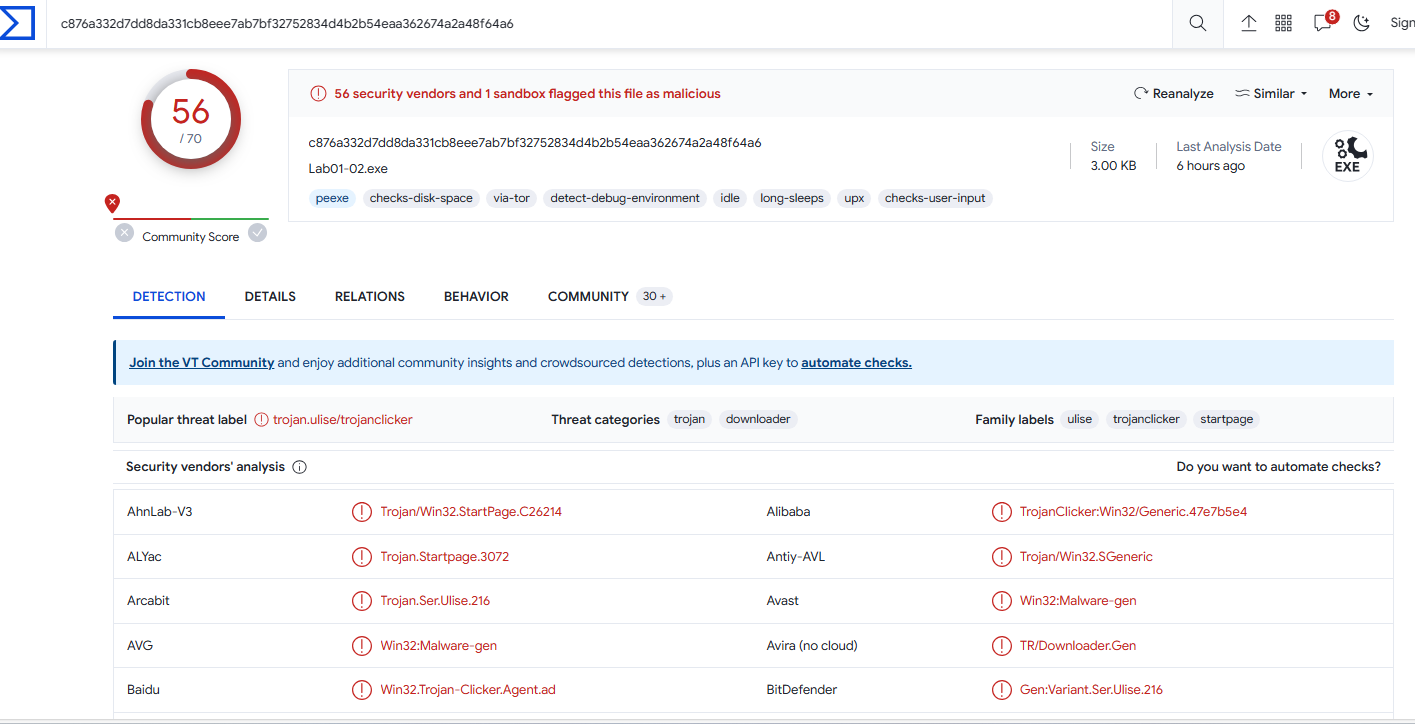 c876a332d7dd8da331cb8eee7ab7bf32752834d4b2b54eaa362674a2a48f64a6
8
Sign
56
/ 70
Community Score
56 security vendors and 1 sandbox flagged this file as malicious
Reanalyze Similar More
c876a332d7dd8da331cb8eee7ab7bf32752834d4b2b54eaa362674a2a48f64a6
Lab01-02.exe
peexe checks-disk-space via-tor detect-debug-environment idle long-sleeps upx checks-user-input
Size
3.00 KB
Last Analysis Date
6 hours ago
EXE
DETECTION DETAILS RELATIONS BEHAVIOR COMMUNITY 30 +
Join the VT Community and enjoy additional community insights and crowdsourced detections, plus an API key to automate checks.
Popular threat label trojan.ulise/trojanclicker Threat categories trojan downloader Family labels ulise trojanclicker startpage
Security vendors' analysis Do you want to automate checks?
AhnLab-V3 Trojan/Win32.StartPage.C26214 Alibaba TrojanClicker:Win32/Generic.47e7b5e4
ALYac Trojan.Startpage.3072 Antiy-AVL Trojan/Win32.SGeneric
Arcabit Trojan.Ser.Ulise.216 Avast Win32:Malware-gen
AVG Win32:Malware-gen Avira (no cloud) TR/Downloader.Gen
Baidu Win32.Trojan-Clicker.Agent.ad BitDefender Gen:Variant.Ser.Ulise.216